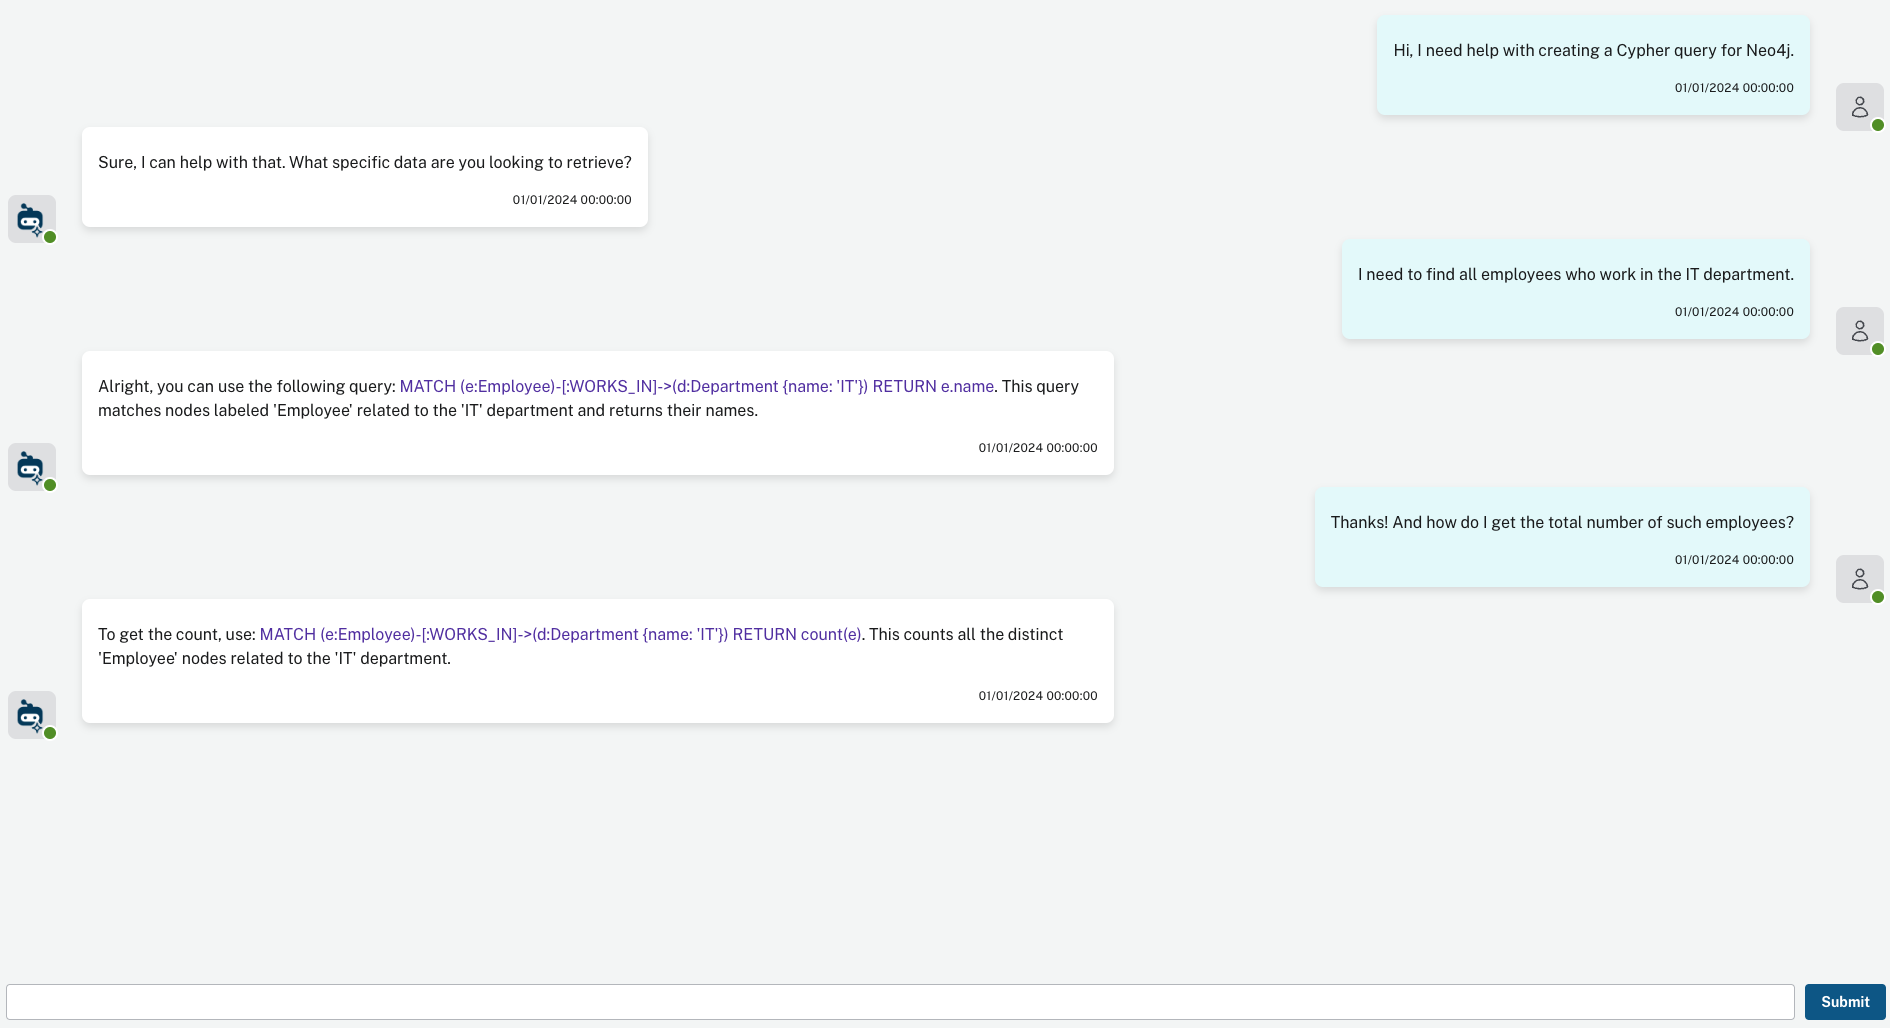 Hi, I need help with creating a Cypher query for Neo4j.
01/01/2024 00:00:00
Sure, I can help with that. What specific data are you looking to retrieve?
01/01/2024 00:00:00
I need to find all employees who work in the IT department.
01/01/2024 00:00:00
Alright, you can use the following query: MATCH (e:Employee)-[:WORKS_IN]->(d:Department {name: 'IT'}) RETURN e.name. This query
matches nodes labeled 'Employee' related to the 'IT' department and returns their names.
01/01/2024 00:00:00
Thanks! And how do I get the total number of such employees?
01/01/2024 00:00:00
To get the count, use: MATCH (e:Employee)-[:WORKS_IN]->(d:Department {name: 'IT'}) RETURN count(e). This counts all the distinct
'Employee' nodes related to the 'IT' department.
01/01/2024 00:00:00
Submit